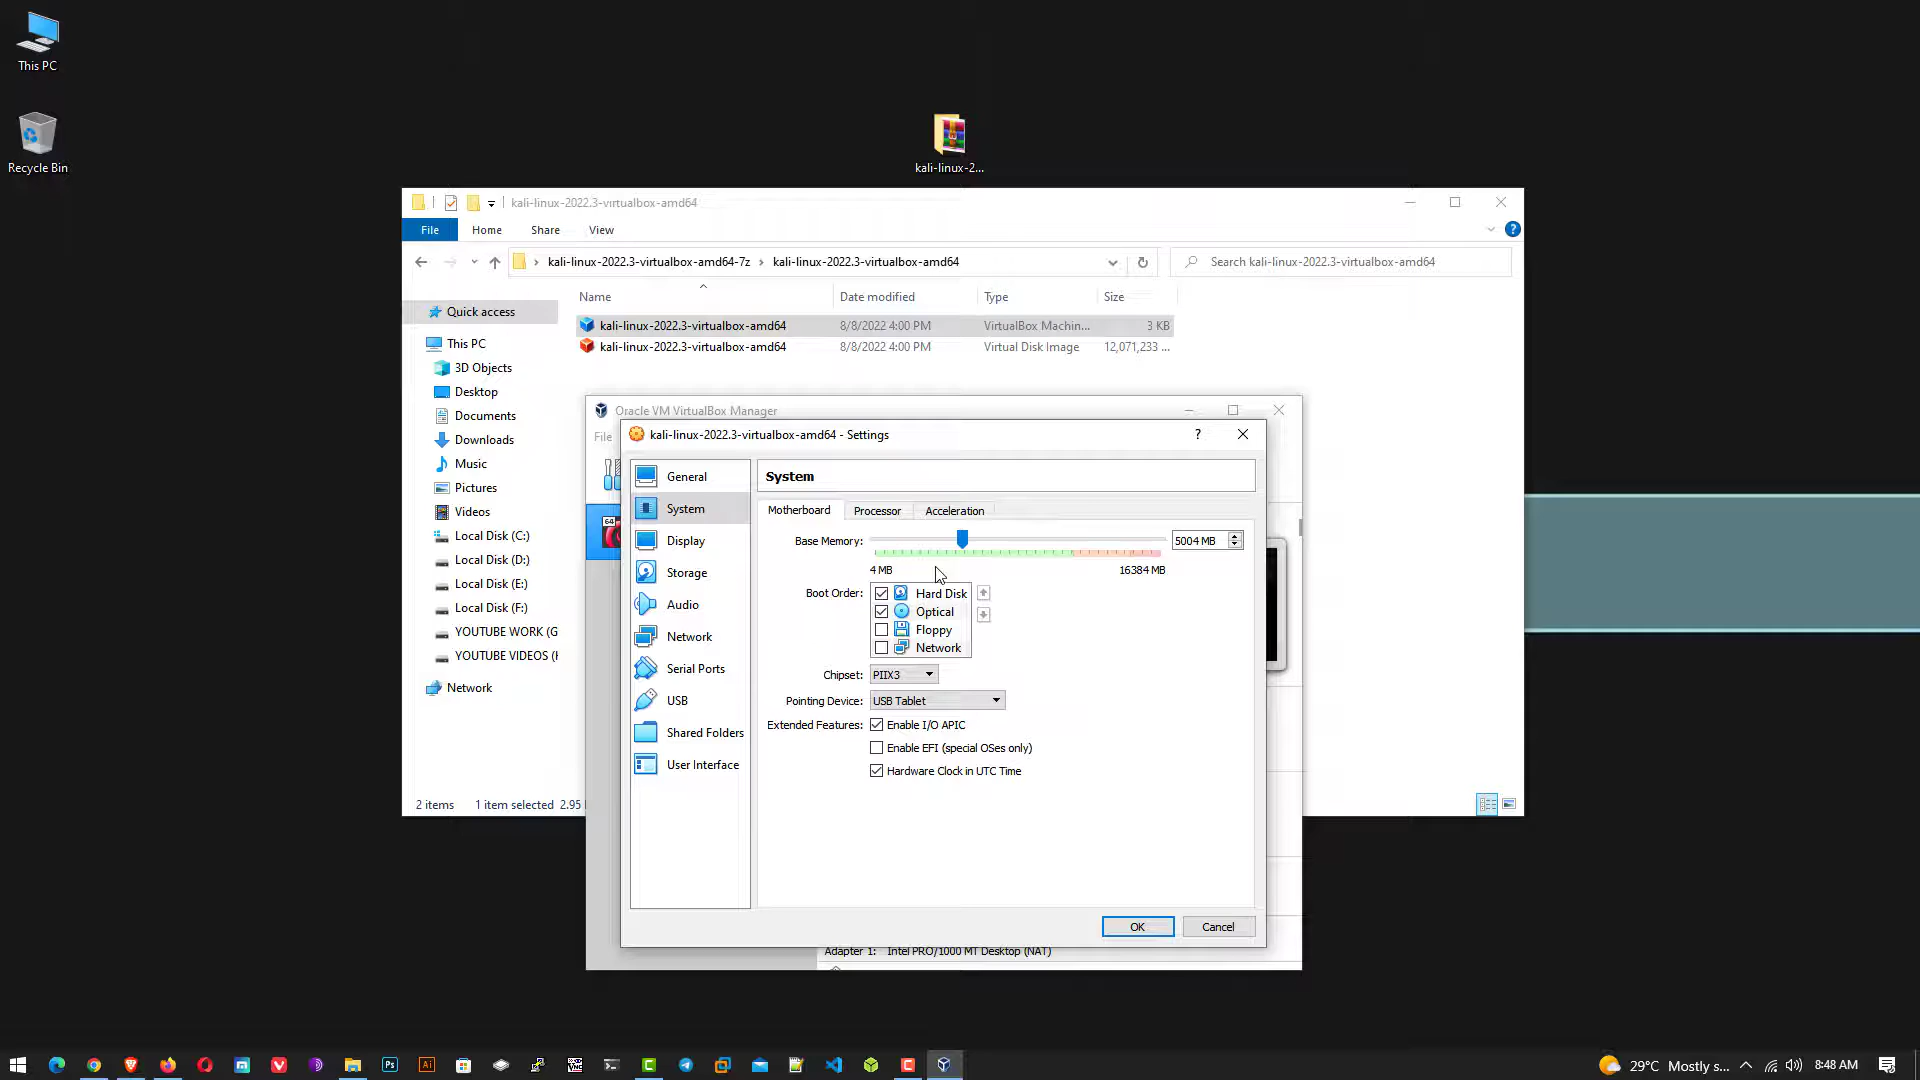 This PC
Recycle Bin
kali-linux-2...
kali-linux-2022.3-virtualbox-amd64
File Home Share View
kali-linux-2022.3-virtualbox-amd64-7z > kali-linux-2022.3-virtualbox-amd64
Search kali-linux-2022.3-virtualbox-amd64
Name Date modified Type Size
kali-linux-2022.3-virtualbox-amd64 8/8/2022 4:00 PM VirtualBox Machin... 3 KB
kali-linux-2022.3-virtualbox-amd64 8/8/2022 4:00 PM Virtual Disk Image 12,071,233 ...
Quick access
This PC
3D Objects
Desktop
Documents
Downloads
Music
Pictures
Videos
Local Disk (C:)
Local Disk (D:)
Local Disk (E:)
Local Disk (F:)
YOUTUBE WORK (G
YOUTUBE VIDEOS (H
Network
2 items 1 item selected 2.95
Oracle VM VirtualBox Manager
File
64
kali-linux-2022.3-virtualbox-amd64 - Settings
?
General
System
Display
Storage
Audio
Network
Serial Ports
USB
Shared Folders
User Interface
System
Motherboard Processor Acceleration
Base Memory: 5004 MB
4 MB 16384 MB
Boot Order: Hard Disk
Optical
Floppy
Network
Chipset: PIIX3
Pointing Device: USB Tablet
Extended Features: Enable I/O APIC
Enable EFI (special OSes only)
Hardware Clock in UTC Time
OK Cancel
Adapter 1: Intel PRO/1000 MT Desktop (NAT)
Ps
Ai
29°C Mostly s...
8:48 AM